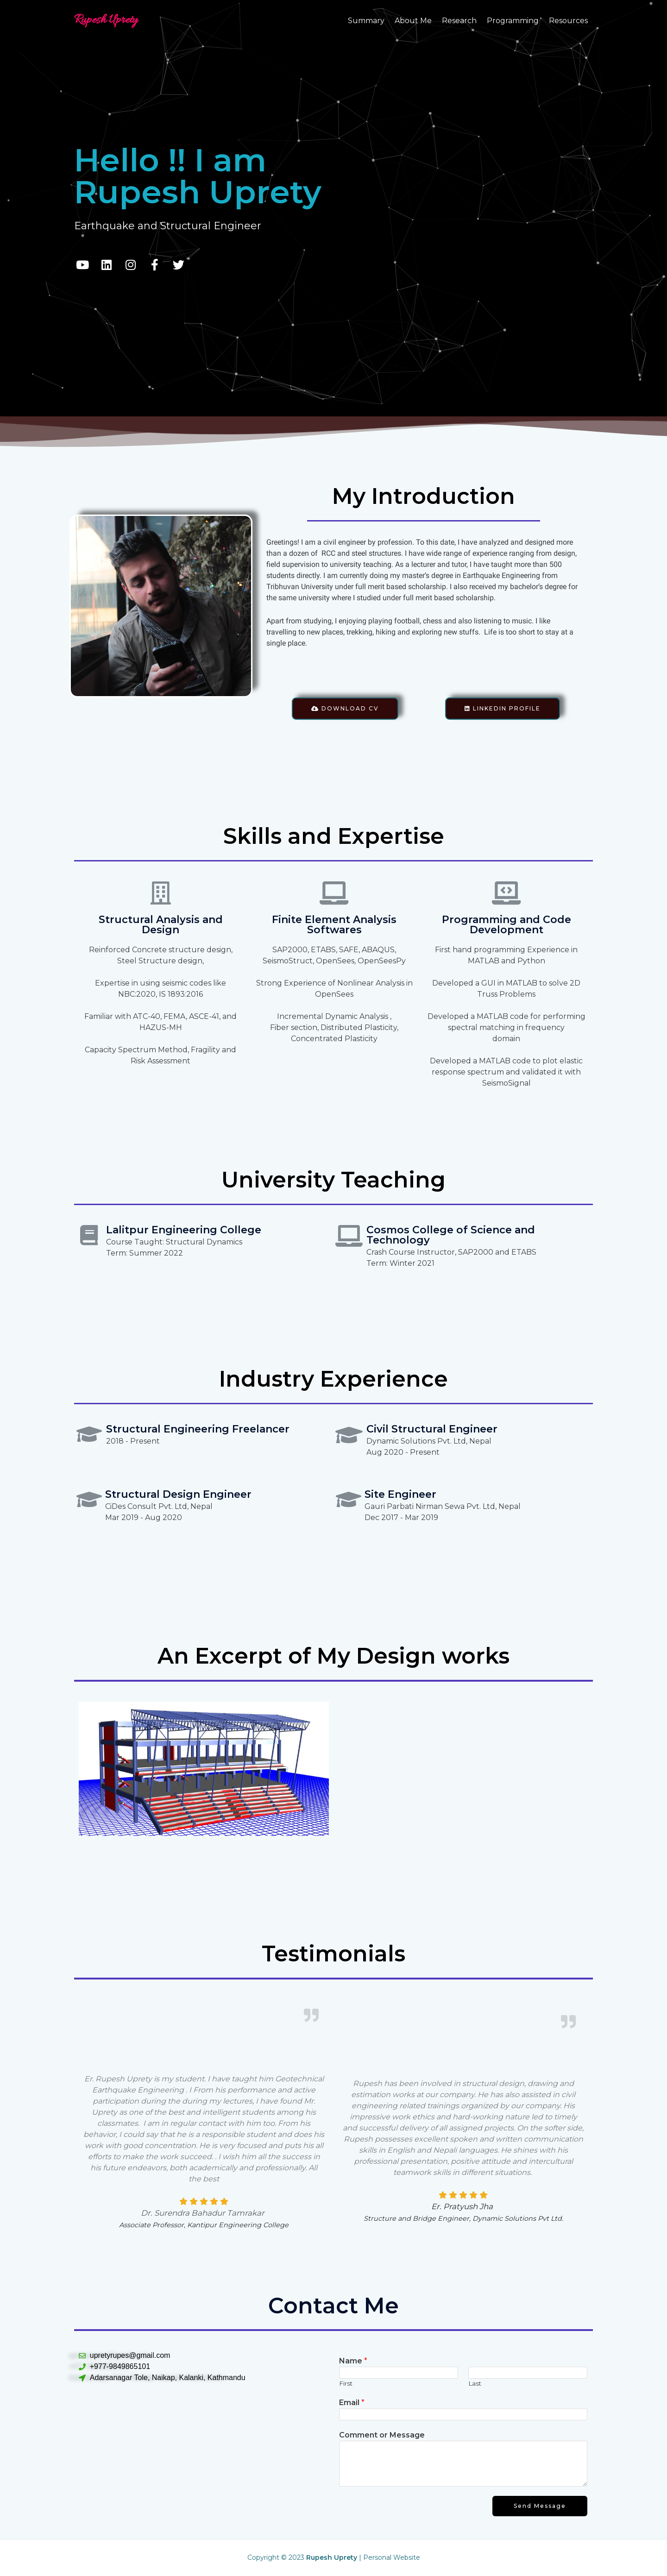 Rupesh Uprety
Summary About Me Research Programming Resources
Hello !! I am
Rupesh Uprety
Earthquake and Structural Engineer
My Introduction
Greetings! I am a civil engineer by profession. To this date, I have analyzed and designed more
than a dozen of RCC and steel structures. I have wide range of experience ranging from design,
field supervision to university teaching. As a lecturer and tutor, I have taught more than 500
students directly. I am currently doing my master's degree in Earthquake Engineering from
Tribhuvan University under full merit based scholarship. I also received my bachelor's degree for
the same university where I studied under full merit based scholarship.
Apart from studying, I enjoying playing football, chess and also listening to music. I like
travelling to new places, trekking, hiking and exploring new stuffs. Life is too short to stay at a
single place.
DOWNLOAD CV
LINKEDIN PROFILE
Skills and Expertise
Structural Analysis and
Design
Reinforced Concrete structure design,
Steel Structure design,
Expertise in using seismic codes like
NBC:2020, IS 1893:2016
Familiar with ATC-40, FEMA, ASCE-41, and
HAZUS-MH
Capacity Spectrum Method, Fragility and
Risk Assessment
Finite Element Analysis
Softwares
SAP2000, ETABS, SAFE, ABAQUS,
SeismoStruct, OpenSees, OpenSeesPy
Strong Experience of Nonlinear Analysis in
OpenSees
Incremental Dynamic Analysis ,
Fiber section, Distributed Plasticity,
Concentrated Plasticity
Programming and Code
Development
First hand programming Experience in
MATLAB and Python
Developed a GUI in MATLAB to solve 2D
Truss Problems
Developed a MATLAB code for performing
spectral matching in frequency
domain
Developed a MATLAB code to plot elastic
response spectrum and validated it with
SeismoSignal
University Teaching
Lalitpur Engineering College
Course Taught: Structural Dynamics
Term: Summer 2022
Cosmos College of Science and
Technology
Crash Course Instructor, SAP2000 and ETABS
Term: Winter 2021
Industry Experience
Structural Engineering Freelancer
2018 - Present
Civil Structural Engineer
Dynamic Solutions Pvt. Ltd, Nepal
Aug 2020 - Present
Structural Design Engineer
CiDes Consult Pvt. Ltd, Nepal
Mar 2019 - Aug 2020
Site Engineer
Gauri Parbati Nirman Sewa Pvt. Ltd, Nepal
Dec 2017 - Mar 2019
An Excerpt of My Design works
Testimonials
Er. Rupesh Uprety is my student. I have taught him Geotechnical
Earthquake Engineering . I From his performance and active
participation during the during my lectures, I have found Mr.
Uprety as one of the best and intelligent students among his
classmates. I am in regular contact with him too. From his
behavior, I could say that he is a responsible student and does his
work with good concentration. He is very focused and puts his all
efforts to make the work succeed. . I wish him all the success in
his future endeavors, both academically and professionally. All
the best
Dr. Surendra Bahadur Tamrakar
Associate Professor, Kantipur Engineering College
Rupesh has been involved in structural design, drawing and
estimation works at our company. He has also assisted in civil
engineering related trainings organized by our company. His
impressive work ethics and hard-working nature led to timely
and successful delivery of all assigned projects. On the softer side,
Rupesh possesses excellent spoken and written communication
skills in English and Nepali languages. He shines with his
professional presentation, positive attitude and intercultural
teamwork skills in different situations.
Er. Pratyush Jha
Structure and Bridge Engineer, Dynamic Solutions Pvt Ltd.
Contact Me
upretyrupes@gmail.com
+977-9849865101
Adarsanagar Tole, Naikap, Kalanki, Kathmandu
Name *
First Last
Email *
Comment or Message
Send Message
Copyright © 2023 Rupesh Uprety | Personal Website